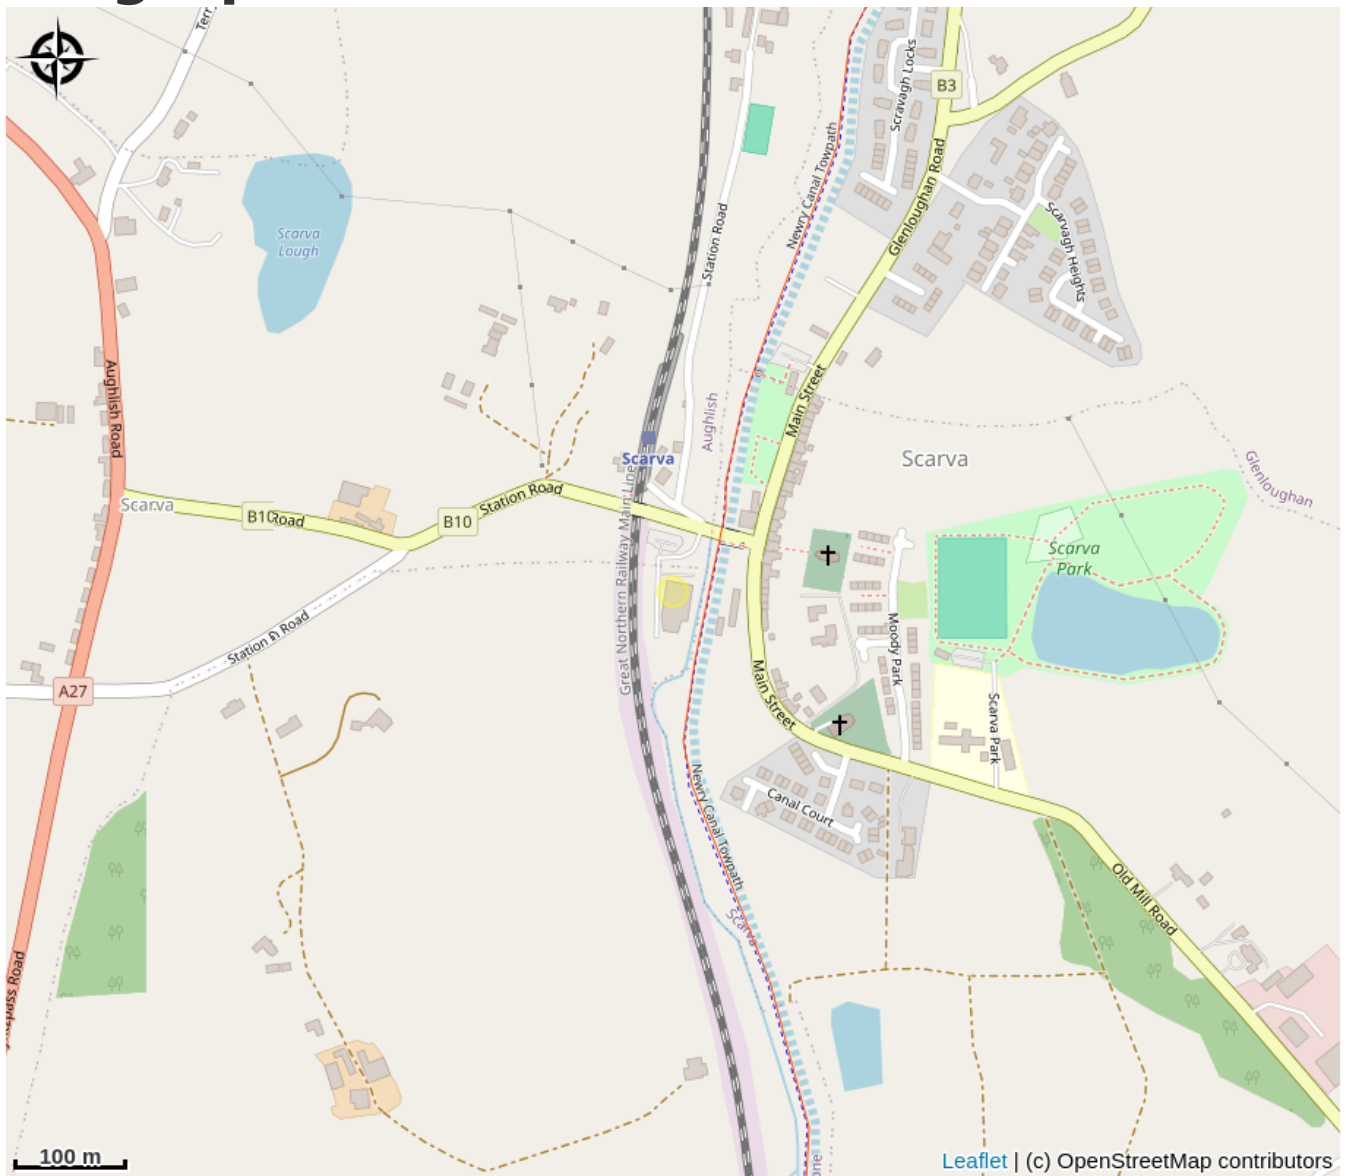 Scravagh Locks
B3
Newry Canal Towpath
Glenloughan Road
Station Road
Scarva
Lough
Scarvagh Heights
Aughlish Road
Main Street
Aughlish
Scarva
Scarva
Glenloughan
Scarva
B10
Road
B10
Station Road
Great Northern Railway Main Line
Scarva
Park
Moody Park
Station
Road
A27
Main Street
Scarva Park
Newry Canal Towpath
Canal Court
Old Mill Road
Scarva
100 m
Leaflet | (c) OpenStreetMap contributors